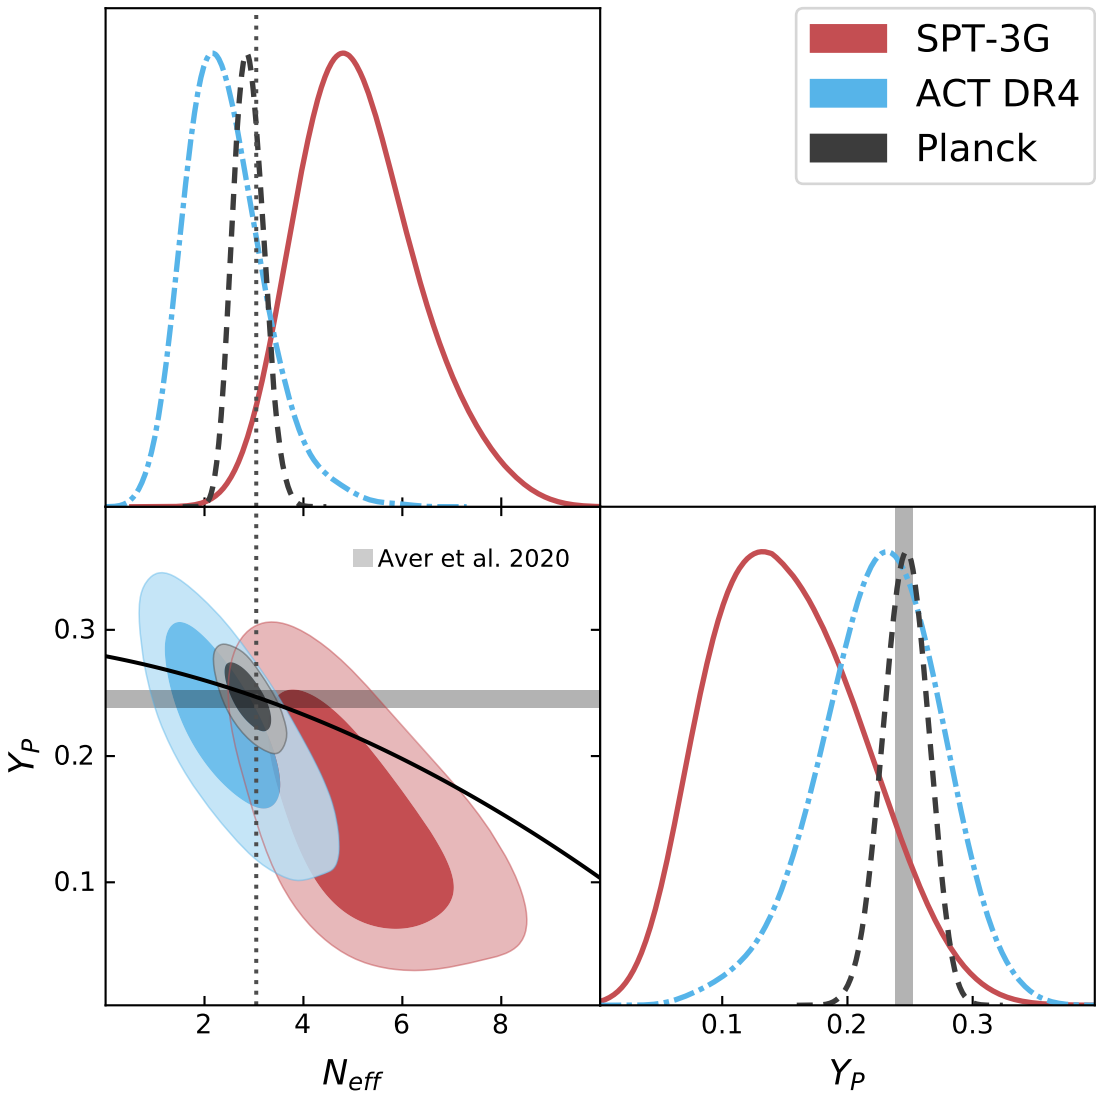 SPT-3G
ACT DR4
Planck
Aver et al. 2020
0.3
0.2
0.1
Y_P
2 4 6 8
N_eff
0.1 0.2 0.3
Y_P